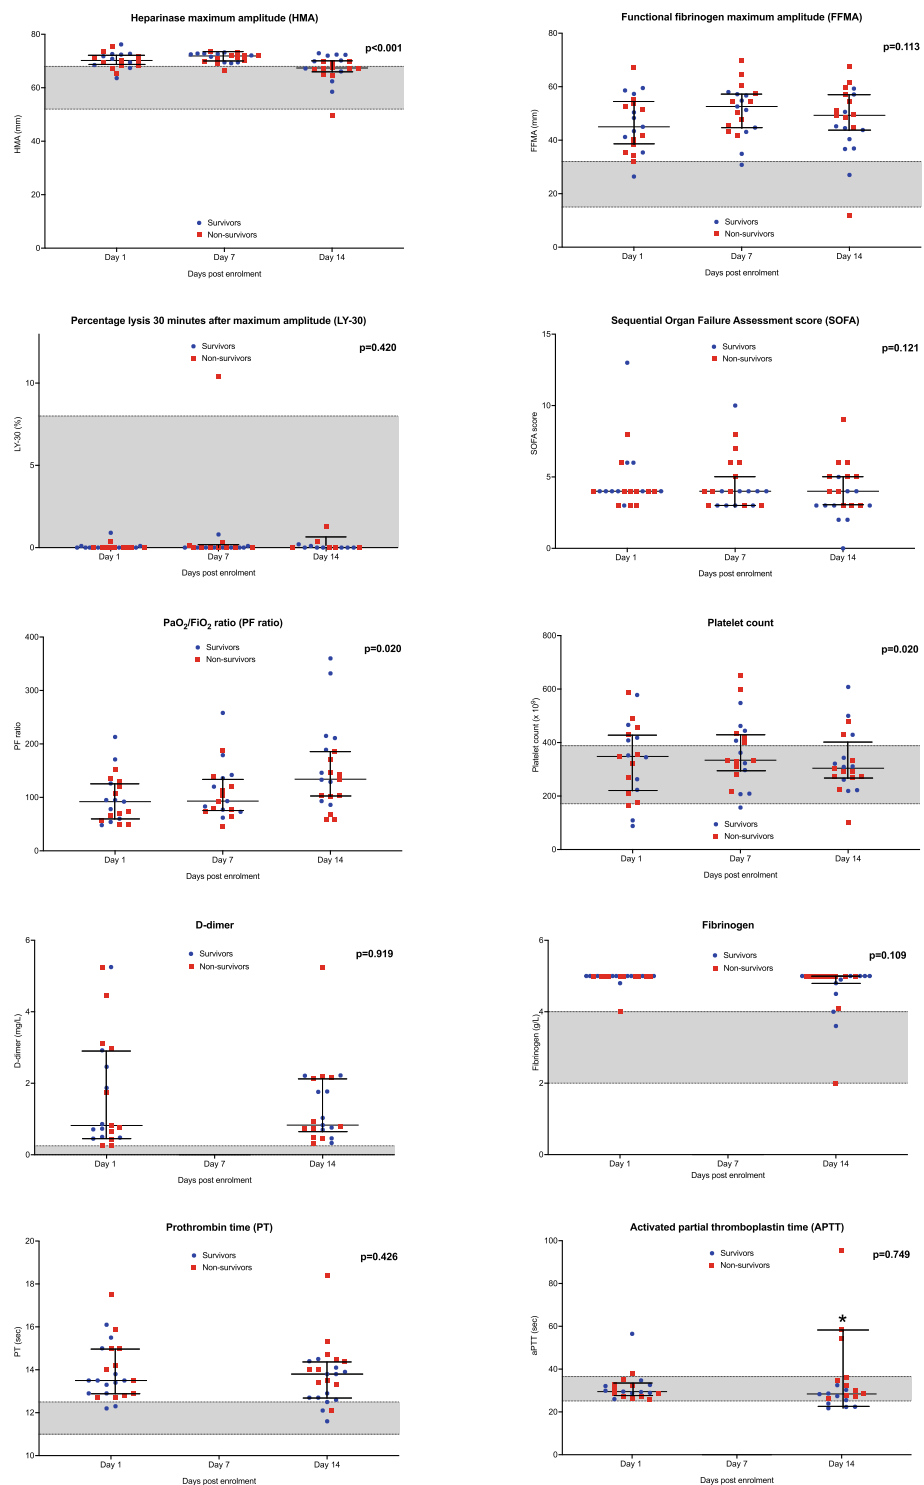 Heparinase maximum amplitude (HMA)
p<0.001
80
60
40
20
0
HMA (mm)
Survivors
Non-survivors
Day 1
Day 7
Day 14
Days post enrolment
Functional fibrinogen maximum amplitude (FFMA)
p=0.113
80
60
40
20
0
FFMA (mm)
Survivors
Non-survivors
Day 1
Day 7
Day 14
Days post enrolment
Percentage lysis 30 minutes after maximum amplitude (LY-30)
Survivors
Non-survivors
p=0.420
10
5
0
LY-30 (%)
Day 1
Day 7
Day 14
Days post enrolment
Sequential Organ Failure Assessment score (SOFA)
Survivors
Non-survivors
p=0.121
15
10
5
0
SOFA score
Day 1
Day 7
Day 14
Days post enrolment
PaO2/FiO2 ratio (PF ratio)
Survivors
Non-survivors
p=0.020
400
300
200
100
0
PF ratio
Day 1
Day 7
Day 14
Days post enrolment
Platelet count
p=0.020
800
600
400
200
0
Platelet count (x 10⁹)
Survivors
Non-survivors
Day 1
Day 7
Day 14
Days post enrolment
D-dimer
Survivors
Non-survivors
p=0.919
6
4
2
0
D-dimer (mg/L)
Day 1
Day 7
Day 14
Days post enrolment
Fibrinogen
Survivors
Non-survivors
p=0.109
6
4
2
0
Fibrinogen (g/L)
Day 1
Day 7
Day 14
Days post enrolment
Prothrombin time (PT)
Survivors
Non-survivors
p=0.426
20
18
16
14
12
10
PT (sec)
Day 1
Day 7
Day 14
Days post enrolment
Activated partial thromboplastin time (APTT)
Survivors
Non-survivors
p=0.749
100
80
60
40
20
0
aPTT (sec)
*
Day 1
Day 7
Day 14
Days post enrolment